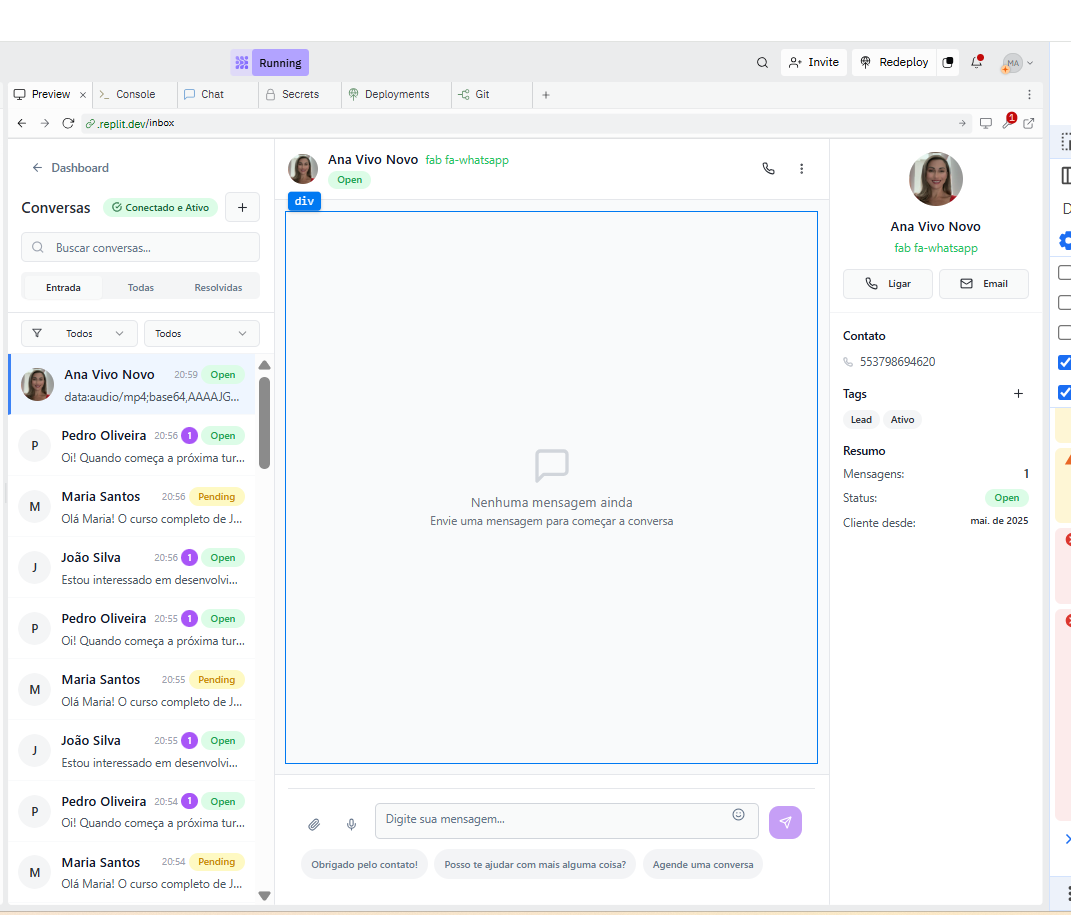 Running
Invite
Redeploy
MA
Preview
Console
Chat
Secrets
Deployments
Git
.replit.dev/inbox
1
Dashboard
Conversas
Conectado e Ativo
Buscar conversas...
Entrada
Todas
Resolvidas
Todos
Todos
Ana Vivo Novo 20:59 Open
data:audio/mp4;base64,AAAAJG...
P
Pedro Oliveira 20:56 1 Open
Oi! Quando começa a próxima tur...
M
Maria Santos 20:56 Pending
Olá Maria! O curso completo de J...
J
João Silva 20:56 1 Open
Estou interessado em desenvolvi...
P
Pedro Oliveira 20:55 1 Open
Oi! Quando começa a próxima tur...
M
Maria Santos 20:55 Pending
Olá Maria! O curso completo de J...
J
João Silva 20:55 1 Open
Estou interessado em desenvolvi...
P
Pedro Oliveira 20:54 1 Open
Oi! Quando começa a próxima tur...
M
Maria Santos 20:54 Pending
Olá Maria! O curso completo de J...
Ana Vivo Novo fab fa-whatsapp
Open
div
Nenhuma mensagem ainda
Envie uma mensagem para começar a conversa
Digite sua mensagem...
Obrigado pelo contato!
Posso te ajudar com mais alguma coisa?
Agende uma conversa
Ana Vivo Novo
fab fa-whatsapp
Ligar
Email
Contato
553798694620
Tags
Lead
Ativo
Resumo
Mensagens: 1
Status: Open
Cliente desde: mai. de 2025